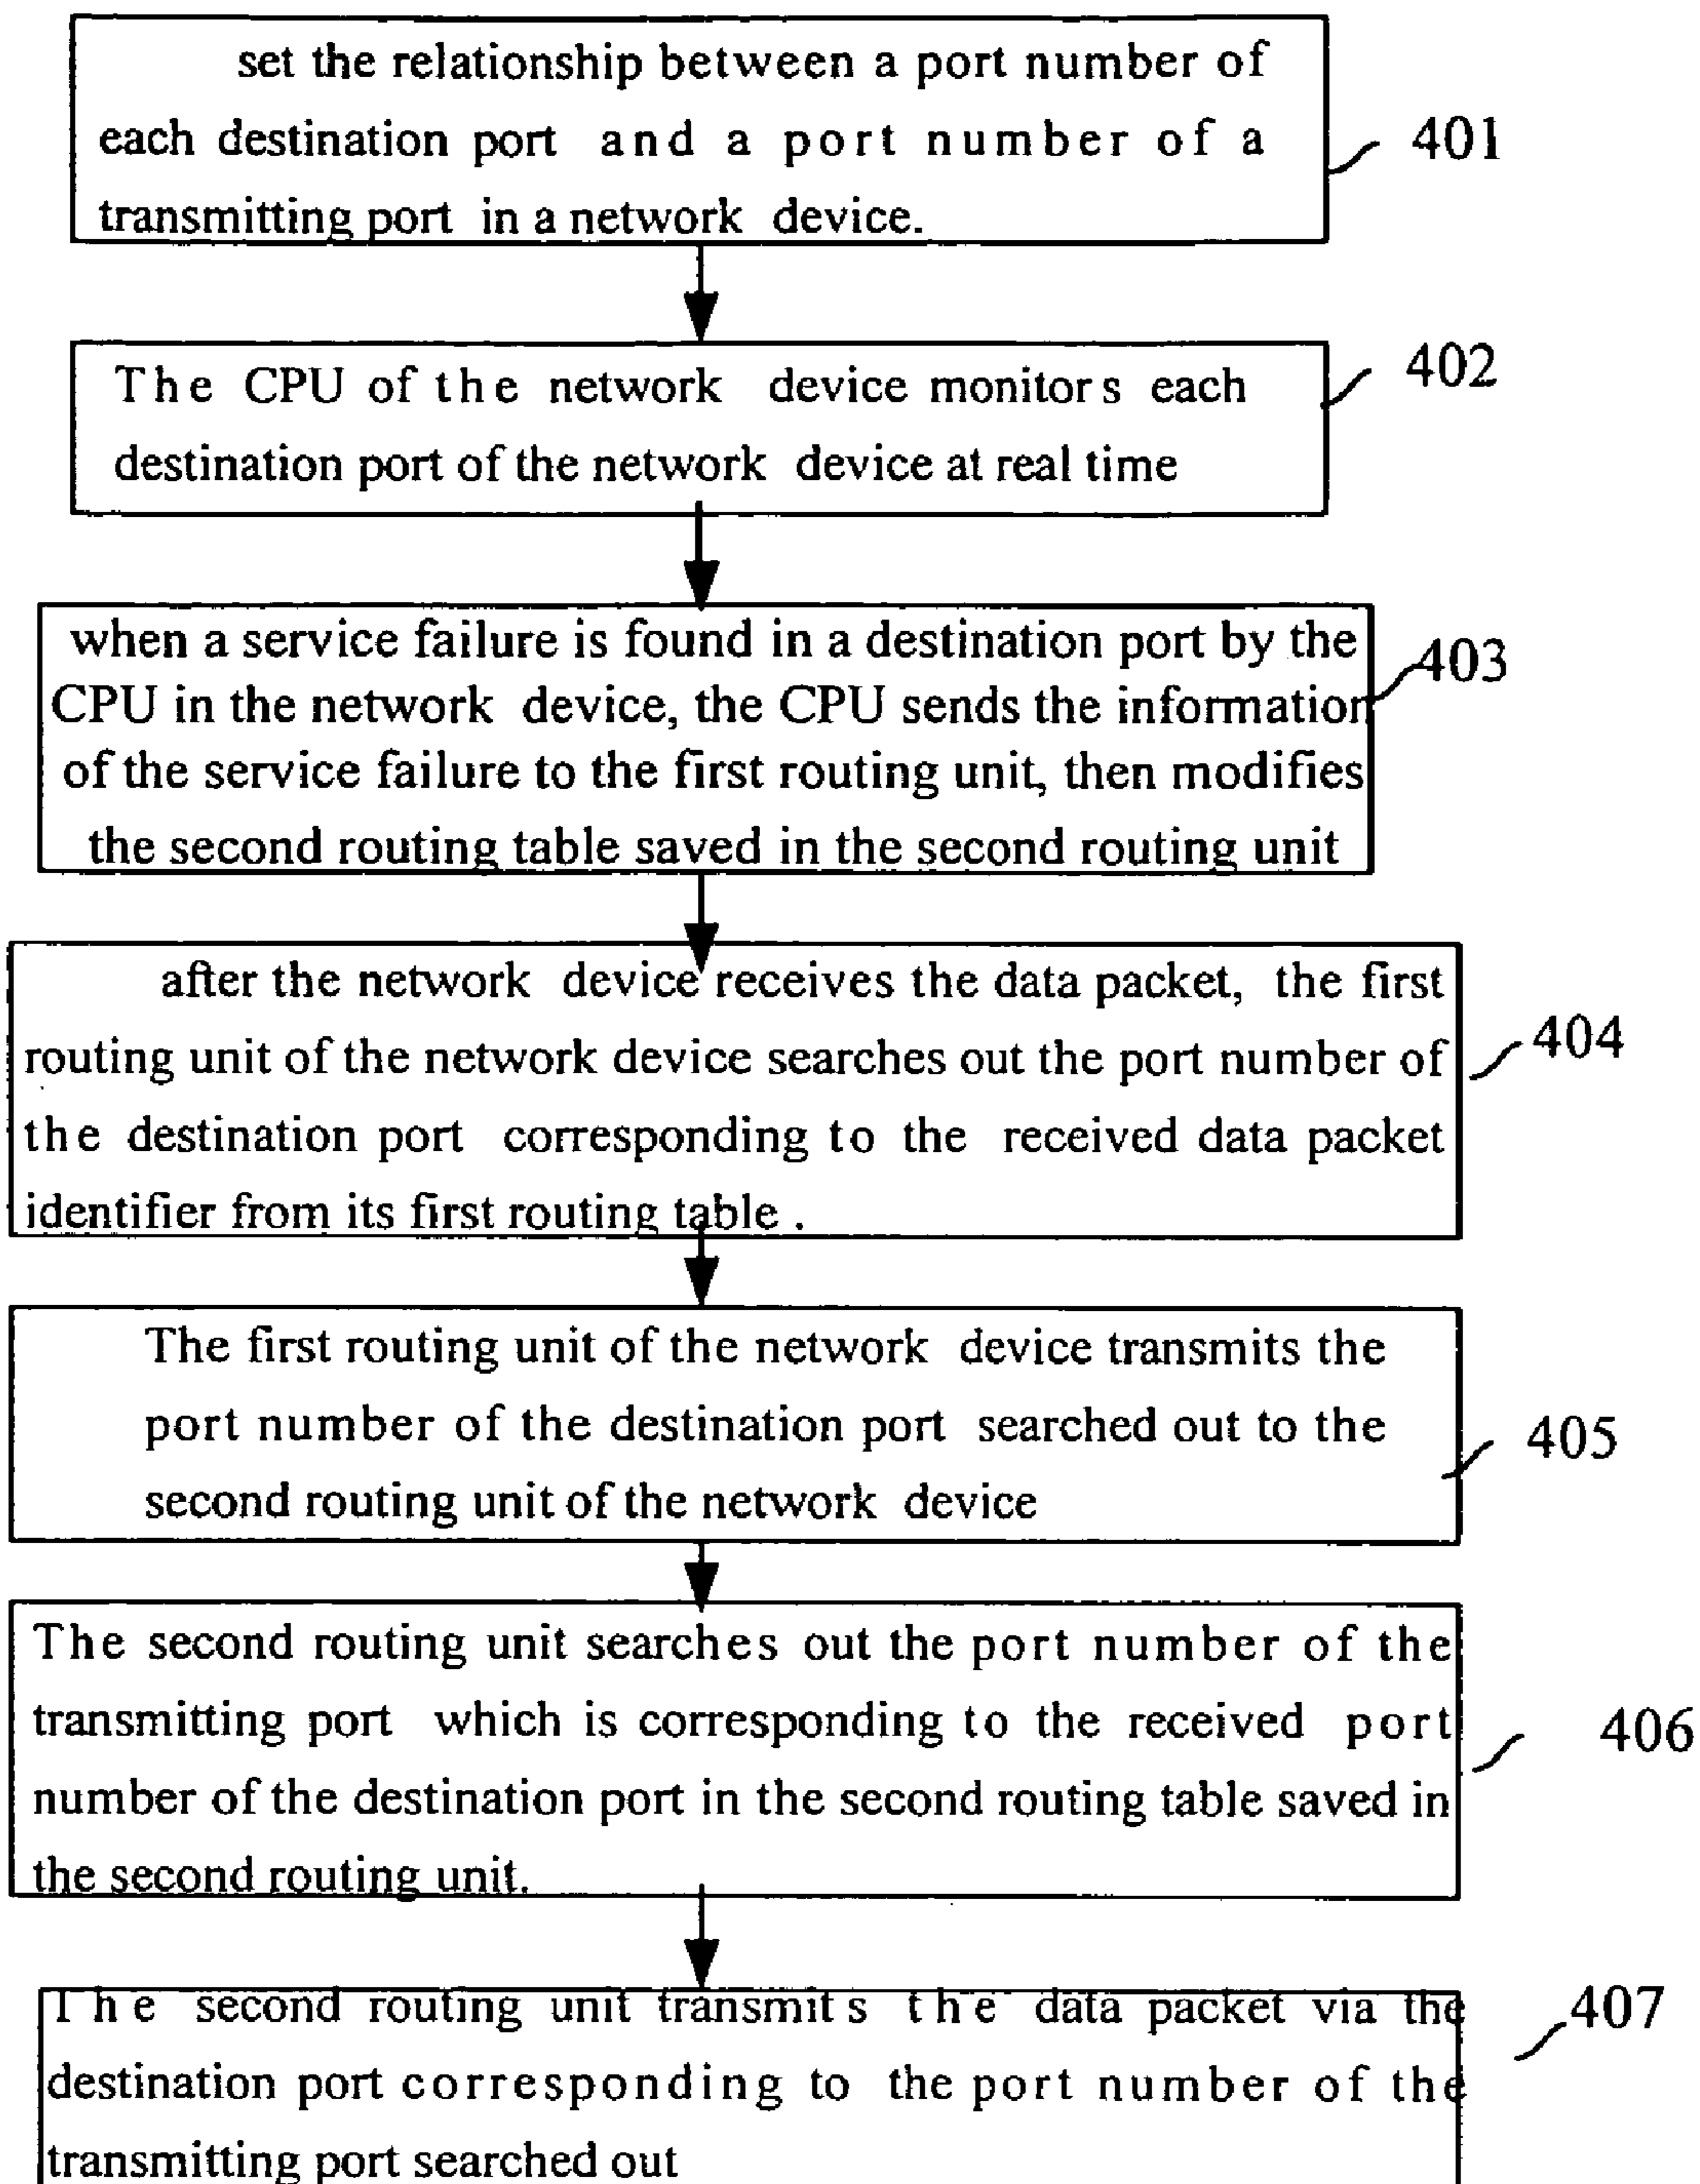 set the relationship between a port number of
each destination port and a port number of a
transmitting port in a network device.
401
The CPU of the network device monitors each
destination port of the network device at real time
402
when a service failure is found in a destination port by the
CPU in the network device, the CPU sends the information
of the service failure to the first routing unit, then modifies
the second routing table saved in the second routing unit
403
after the network device receives the data packet, the first
routing unit of the network device searches out the port number of
the destination port corresponding to the received data packet
identifier from its first routing table .
404
The first routing unit of the network device transmits the
port number of the destination port searched out to the
second routing unit of the network device
405
The second routing unit searches out the port number of the
transmitting port which is corresponding to the received port
number of the destination port in the second routing table saved in
the second routing unit.
406
The second routing unit transmits the data packet via the
destination port corresponding to the port number of the
transmitting port searched out
407